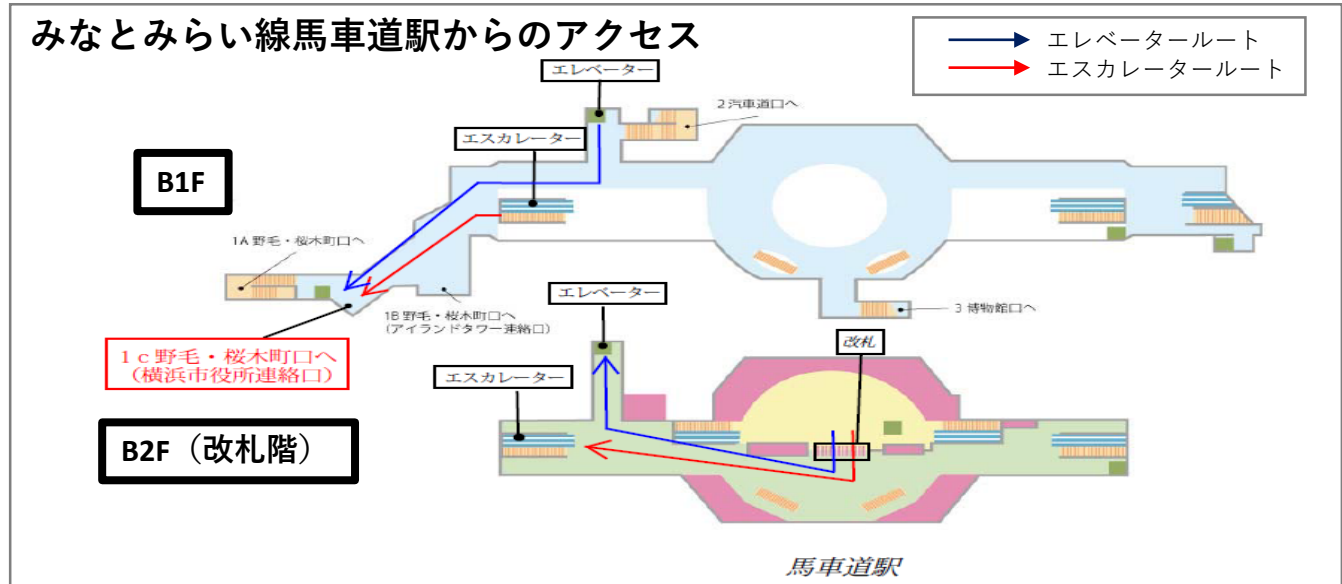 みなとみらい線馬車道駅からのアクセス
エレベータールート
エスカレータールート
エレベーター
2汽車道口へ
エスカレーター
B1F
1A 野毛・桜木町口へ
1B 野毛・桜木町口へ
(アイランドタワー連絡口)
3 博物館口へ
1ｃ野毛・桜木町口へ
（横浜市役所連絡口）
エレベーター
改札
エスカレーター
B2F（改札階）
馬車道駅